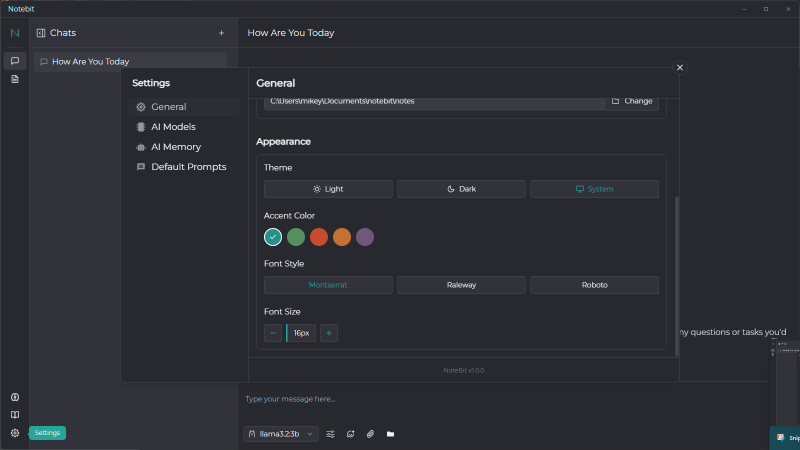 Notebit
Chats
How Are You Today
How Are You Today
Settings
General
AI Models
AI Memory
Default Prompts
General
C:\Users\mikey\Documents\notebit\notes
Change
Appearance
Theme
Light
Dark
System
Accent Color
Font Style
Montserrat
Raleway
Roboto
Font Size
16px
NoteBit v1.0.0
ny questions or tasks you'd
Type your message here...
llama3.2:3b
Settings
Snip